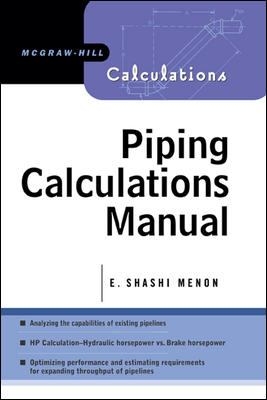 McGRAW-HILL
Calculations
Piping
Calculations
Manual
E. SHASHI MENON
Analyzing the capabilities of existing pipelines
HP Calculation–Hydraulic horsepower vs. Brake horsepower
Optimizing performance and estimating requirements
for expanding throughput of pipelines